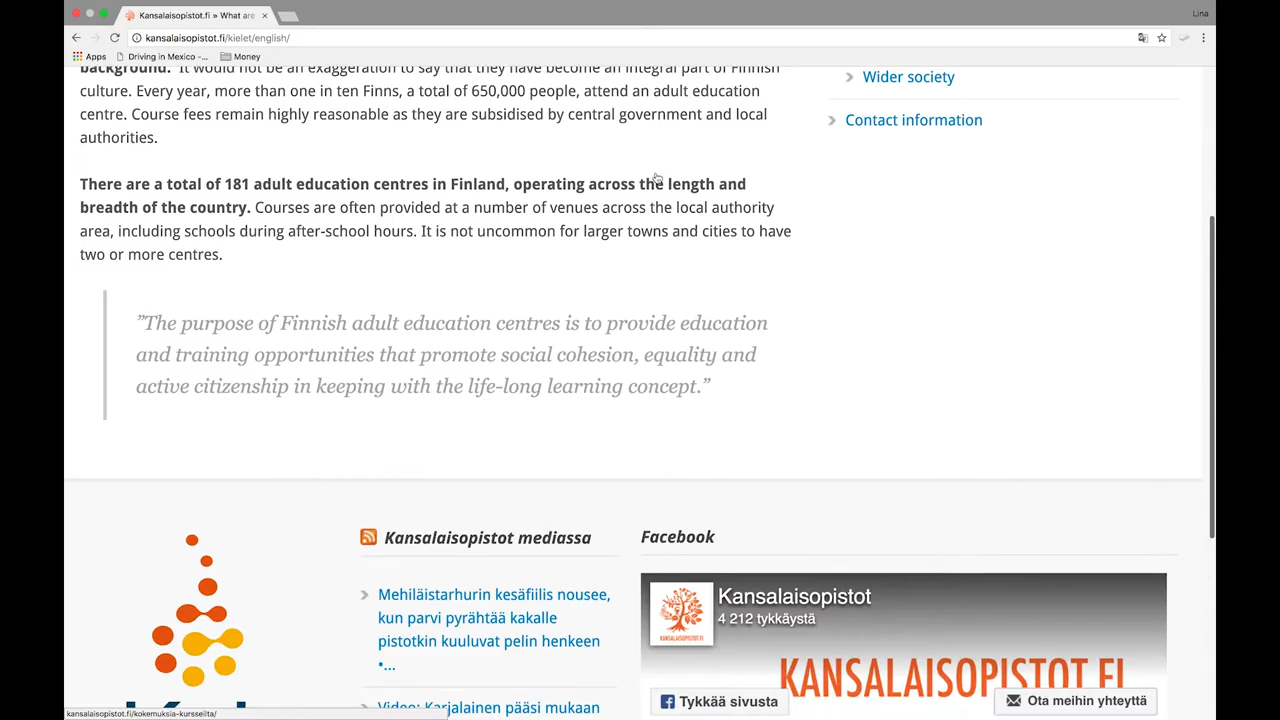 Kansalaisopistot.fi » What are
Lina
kansalaisopistot.fi/kielet/english/
Apps
Driving in Mexico -...
Money
background. It would not be an exaggeration to say that they have become an integral part of Finnish
culture. Every year, more than one in ten Finns, a total of 650,000 people, attend an adult education
centre. Course fees remain highly reasonable as they are subsidised by central government and local
authorities.
There are a total of 181 adult education centres in Finland, operating across the length and
breadth of the country. Courses are often provided at a number of venues across the local authority
area, including schools during after-school hours. It is not uncommon for larger towns and cities to have
two or more centres.
”The purpose of Finnish adult education centres is to provide education
and training opportunities that promote social cohesion, equality and
active citizenship in keeping with the life-long learning concept.”
Wider society
Contact information
Kansalaisopistot mediassa
Mehiläistarhurin kesäfiilis nousee,
kun parvi pyrähtää kakalle
pistotkin kuuluvat pelin henkeen
•...
Video: Karjalainen pääsi mukaan
Facebook
Kansalaisopistot
4 212 tykkäystä
KANSALAISOPISTOT.FI
KANSALAISOPISTOT.FI
Tykkää sivusta
Ota meihin yhteyttä
kansalaisopistot.fi/kokemuksia-kursseilta/